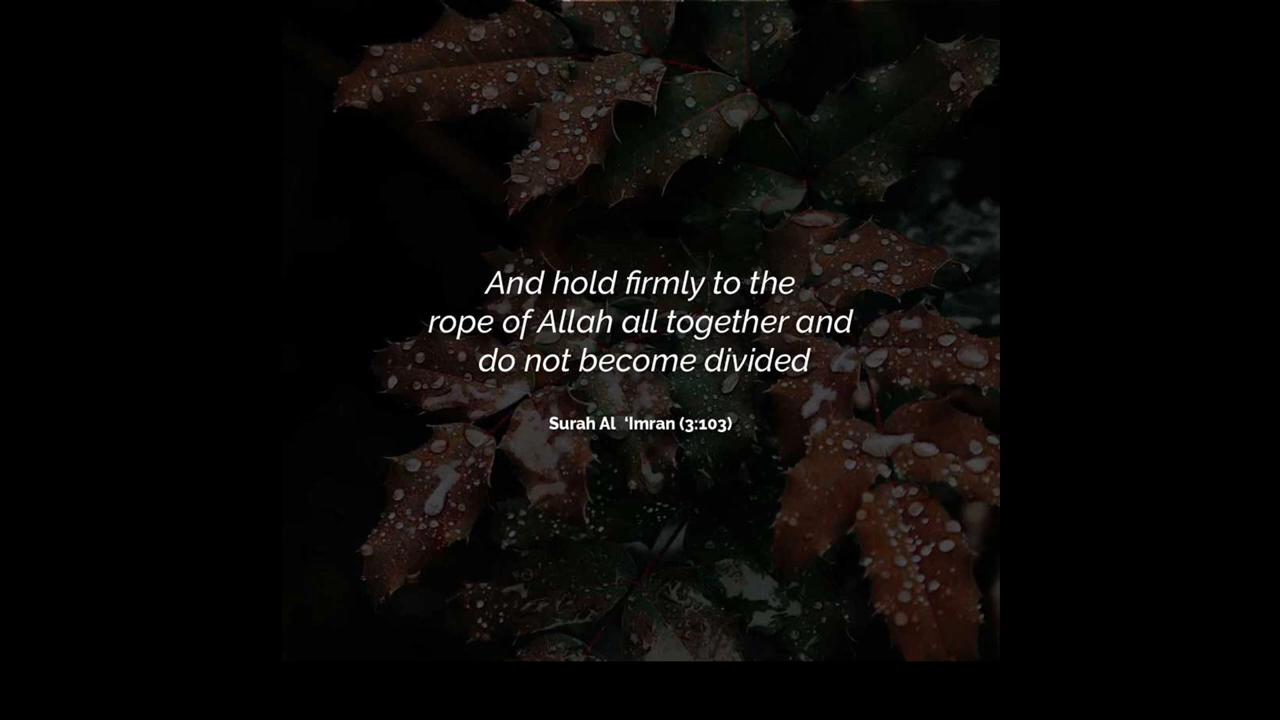 And hold firmly to the
rope of Allah all together and
do not become divided
Surah Al ‘Imran (3:103)